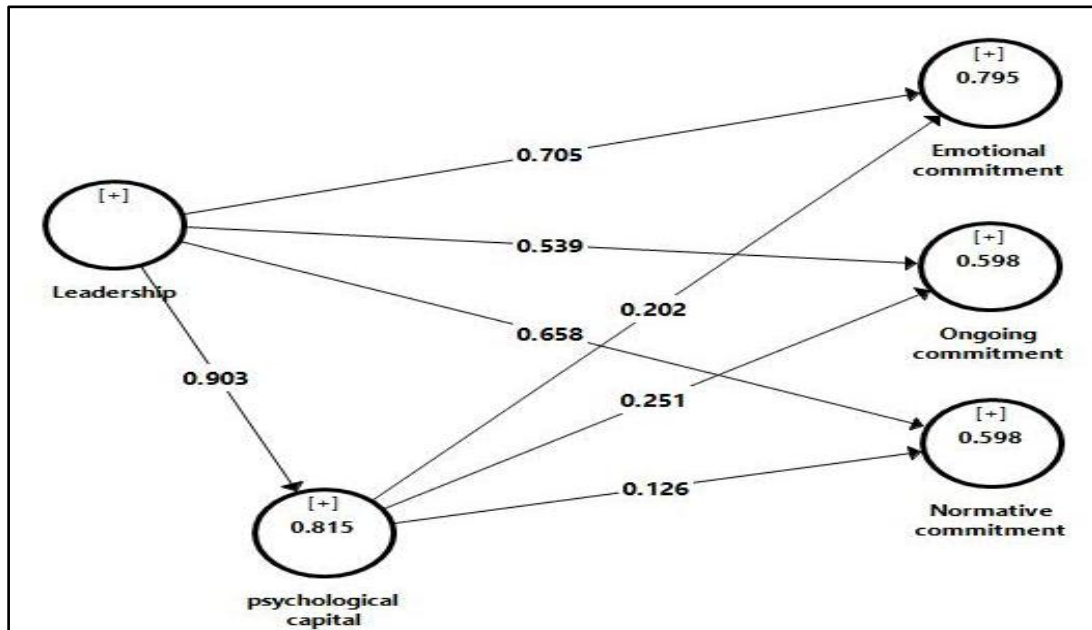 [+]
0.795
Emotional
commitment
0.705
[+]
Leadership
[+]
0.598
Ongoing
commitment
0.539
0.202
0.658
0.903
0.251
[+]
0.598
Normative
commitment
0.126
[+]
0.815
psychological
capital